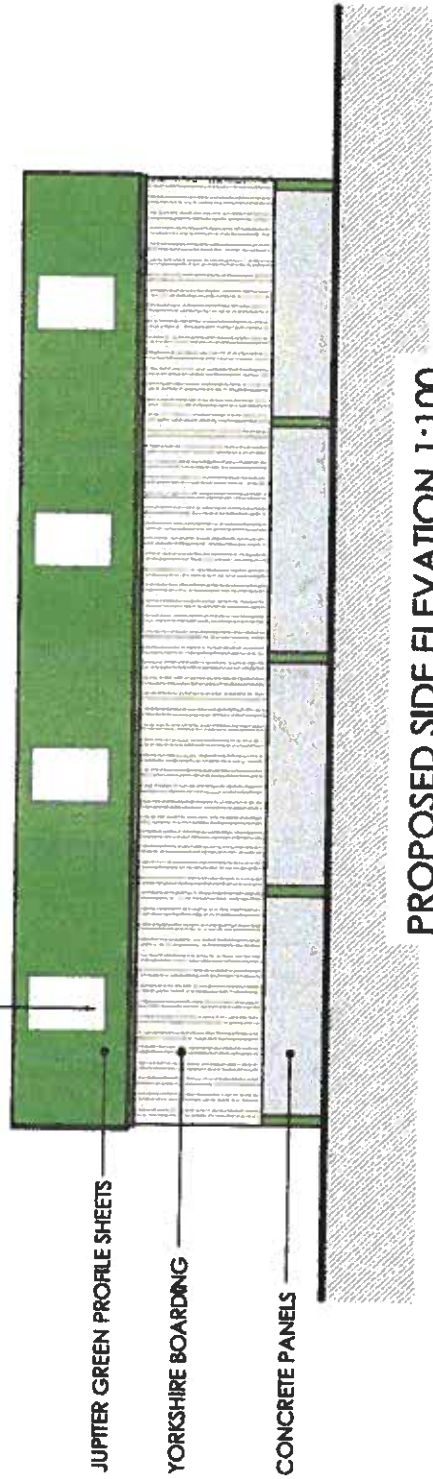 JUPITER GREEN PROFILE SHEETS
YORKSHIRE BOARDING
CONCRETE PANELS
PROPOSED SIDE ELEVATION 1:100